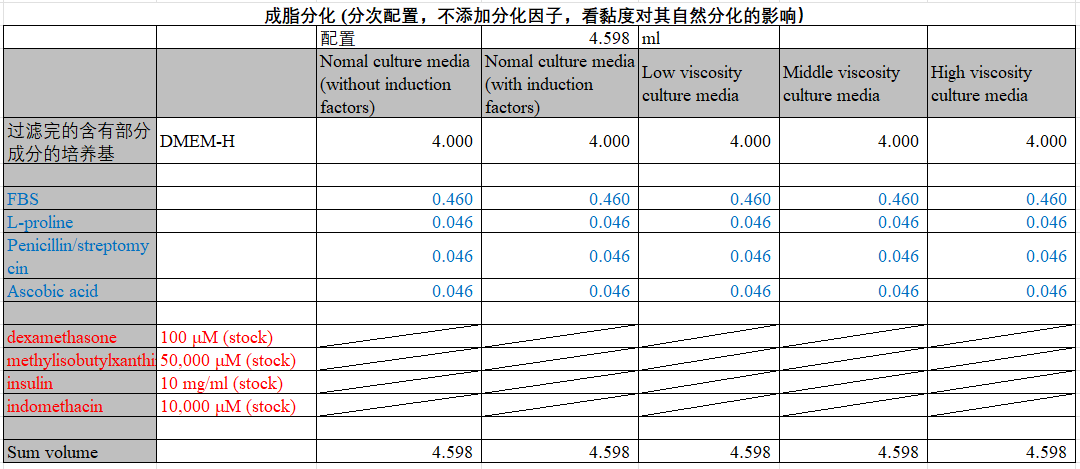 成脂分化 (分次配置，不添加分化因子，看黏度对其自然分化的影响)
配置 4.598 ml
Nomal culture media (without induction factors) Nomal culture media (with induction factors) Low viscosity culture media Middle viscosity culture media High viscosity culture media
过滤完的含有部分成分的培养基 DMEM-H 4.000 4.000 4.000 4.000 4.000
FBS 0.460 0.460 0.460 0.460 0.460
L-proline 0.046 0.046 0.046 0.046 0.046
Penicillin/streptomycin 0.046 0.046 0.046 0.046 0.046
Ascobic acid 0.046 0.046 0.046 0.046 0.046
dexamethasone 100 μM (stock)
methylisobutylxanthi 50,000 μM (stock)
insulin 10 mg/ml (stock)
indomethacin 10,000 μM (stock)
Sum volume 4.598 4.598 4.598 4.598 4.598